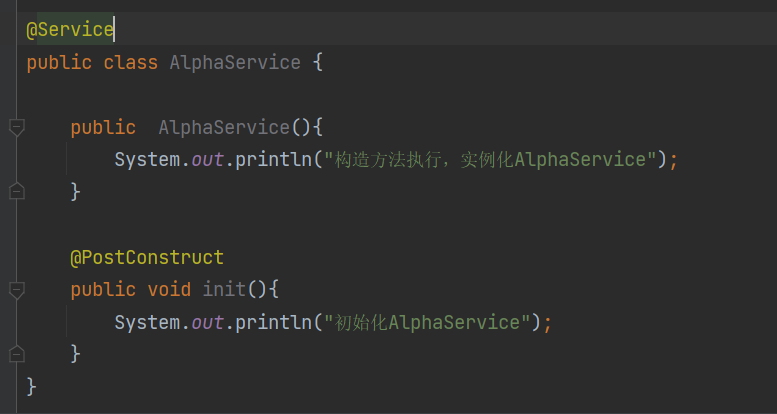 @Service
public class AlphaService {
public  AlphaService(){
System.out.println("构造方法执行，实例化AlphaService");
}
@PostConstruct
public void init(){
System.out.println("初始化AlphaService");
}
}